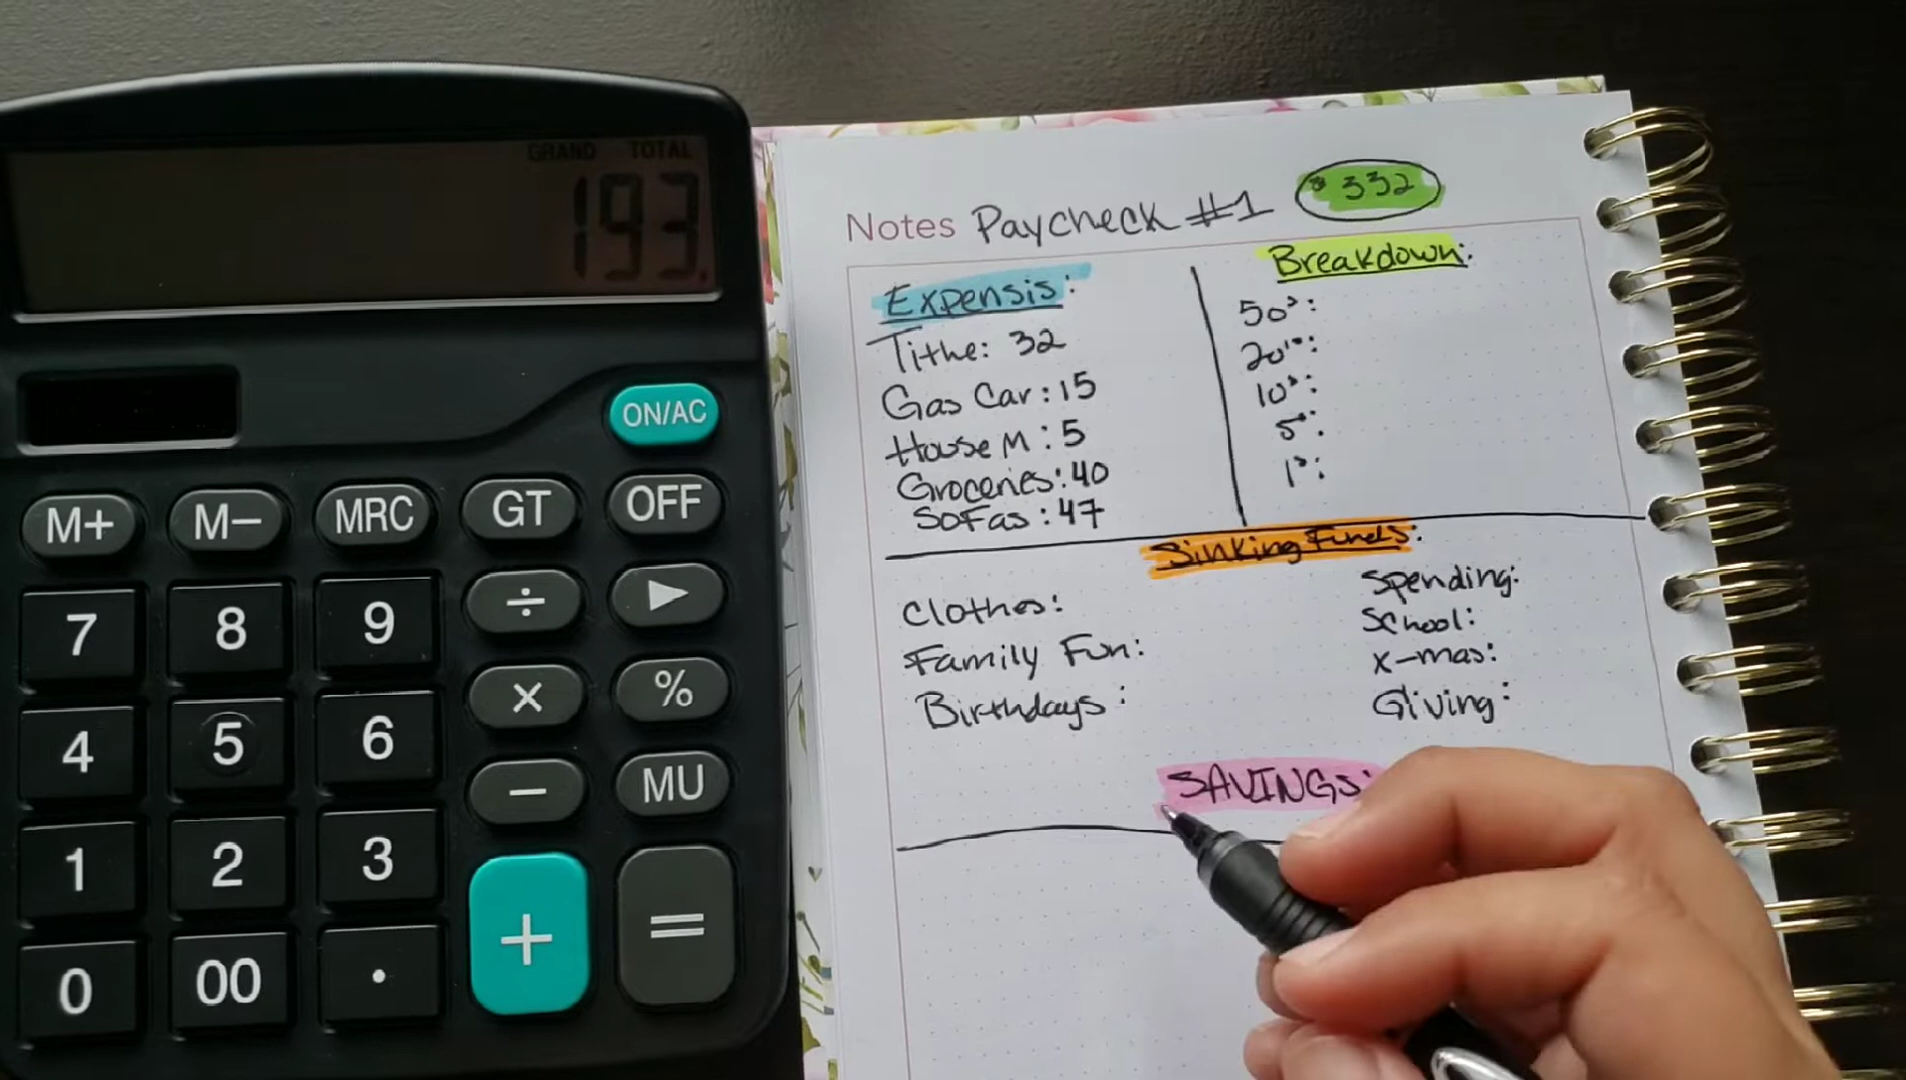 GRAND TOTAL
193.
ON/AC
M+ M− MRC GT OFF
7 8 9 ÷ ▶
4 5 6 × %
− MU
1 2 3
+ =
0 00 .
Notes Paycheck #1 $332
Expensis:
Tithe: 32
Gas Car: 15
House M: 5
Groceries: 40
Sofas: 47
Breakdown:
50's:
20's:
10's:
5's:
1's:
Sinking Funds:
Clothes:
Family Fun:
Birthdays:
Spending:
School:
X-mas:
Giving:
SAVINGS: